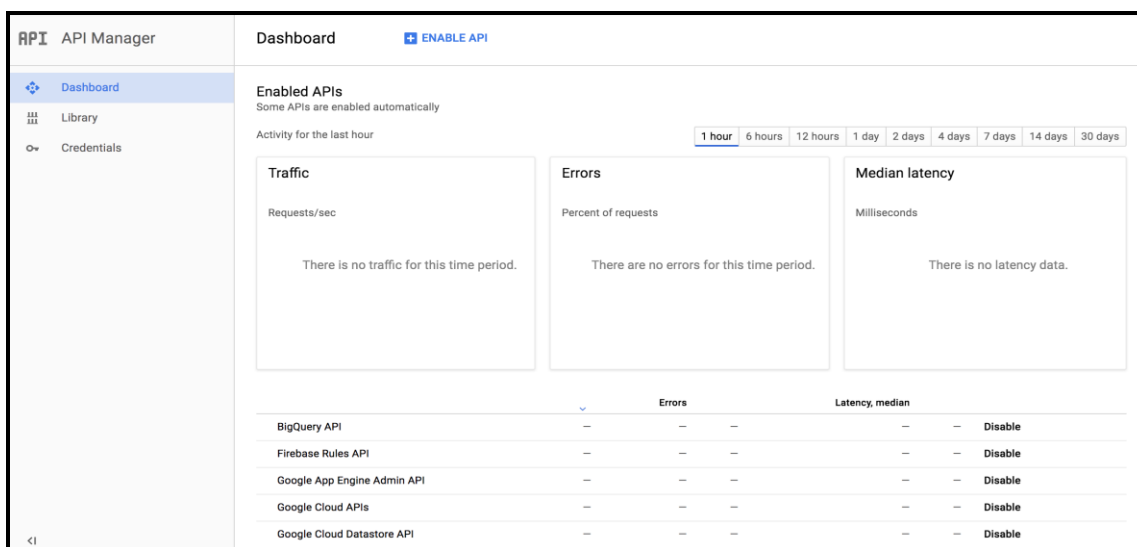 API API Manager
Dashboard
Library
Credentials
Dashboard ENABLE API
Enabled APIs
Some APIs are enabled automatically
Activity for the last hour
1 hour 6 hours 12 hours 1 day 2 days 4 days 7 days 14 days 30 days
Traffic
Requests/sec
There is no traffic for this time period.
Errors
Percent of requests
There are no errors for this time period.
Median latency
Milliseconds
There is no latency data.
Errors Latency, median
BigQuery API – – – – – Disable
Firebase Rules API – – – – – Disable
Google App Engine Admin API – – – – – Disable
Google Cloud APIs – – – – – Disable
Google Cloud Datastore API – – – – – Disable